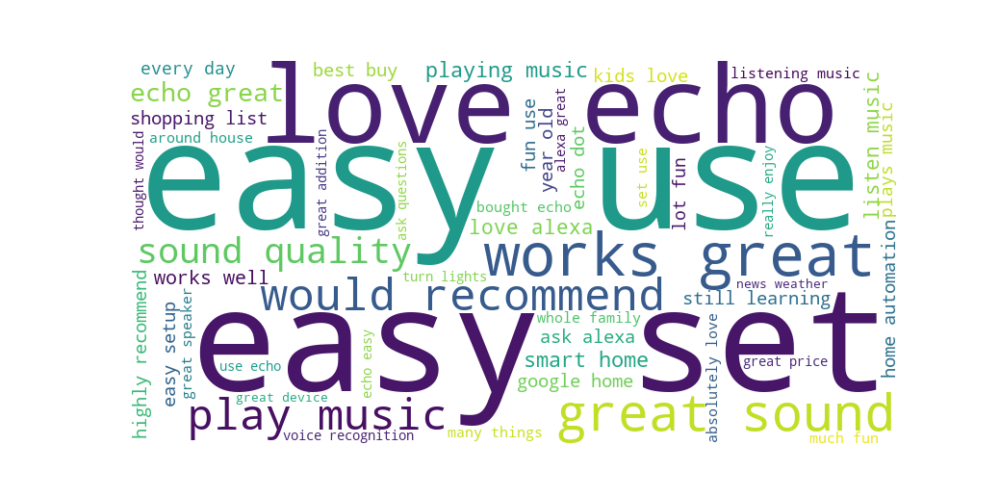 every day
best buy
playing music
kids love
listening music
echo great
love echo
shopping list
around house
thought would
great addition
ask questions
fun use
year old
alexa great
echo dot
set use
lot fun
really enjoy
listen music
plays music
easy use
bought echo
love alexa
sound quality
works great
works well
turn lights
news weather
would recommend
still learning
home automation
highly recommend
easy setup
great speaker
easy set
whole family
ask alexa
smart home
google home
use echo
echo easy
great price
absolutely love
great device
play music
great sound
voice recognition
many things
much fun